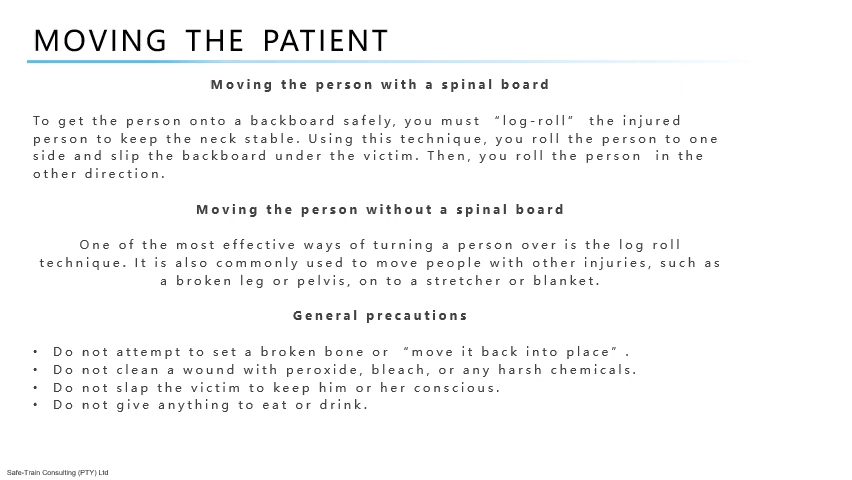 MOVING THE PATIENT
Moving the person with a spinal board
To get the person onto a backboard safely, you must “log-roll” the injured
person to keep the neck stable. Using this technique, you roll the person to one
side and slip the backboard under the victim. Then, you roll the person in the
other direction.
Moving the person without a spinal board
One of the most effective ways of turning a person over is the log roll
technique. It is also commonly used to move people with other injuries, such as
a broken leg or pelvis, on to a stretcher or blanket.
General precautions
• Do not attempt to set a broken bone or “move it back into place”.
• Do not clean a wound with peroxide, bleach, or any harsh chemicals.
• Do not slap the victim to keep him or her conscious.
• Do not give anything to eat or drink.
Safe-Train Consulting (PTY) Ltd